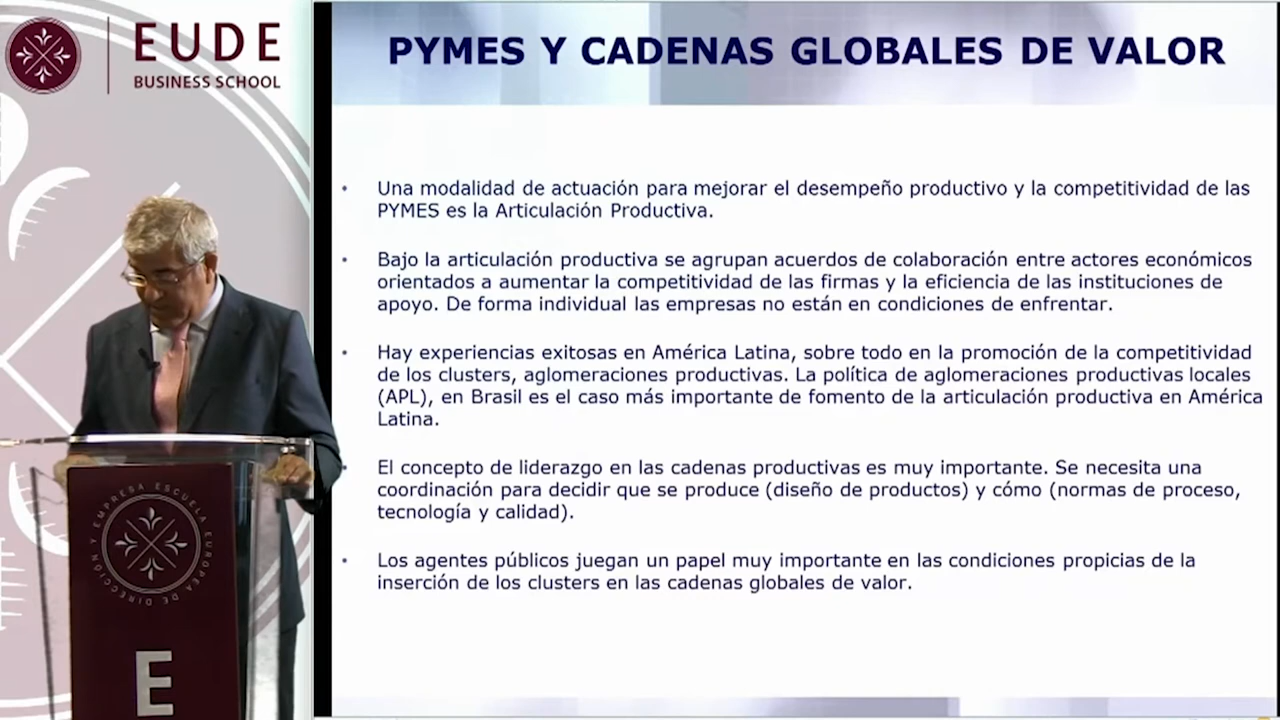 EUDE
BUSINESS SCHOOL
PYMES Y CADENAS GLOBALES DE VALOR
• Una modalidad de actuación para mejorar el desempeño productivo y la competitividad de las
PYMES es la Articulación Productiva.
• Bajo la articulación productiva se agrupan acuerdos de colaboración entre actores económicos
orientados a aumentar la competitividad de las firmas y la eficiencia de las instituciones de
apoyo. De forma individual las empresas no están en condiciones de enfrentar.
• Hay experiencias exitosas en América Latina, sobre todo en la promoción de la competitividad
de los clusters, aglomeraciones productivas. La política de aglomeraciones productivas locales
(APL), en Brasil es el caso más importante de fomento de la articulación productiva en América
Latina.
• El concepto de liderazgo en las cadenas productivas es muy importante. Se necesita una
coordinación para decidir que se produce (diseño de productos) y cómo (normas de proceso,
tecnología y calidad).
• Los agentes públicos juegan un papel muy importante en las condiciones propicias de la
inserción de los clusters en las cadenas globales de valor.
ESCUELA EUROPEA DE DIRECCIÓN Y EMPRESA
E